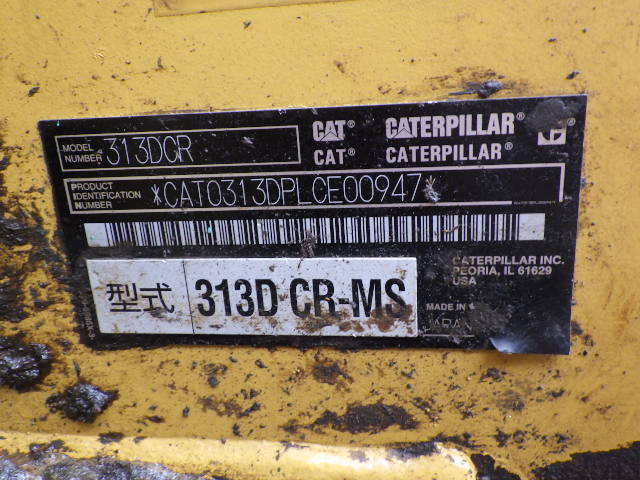 MODEL NUMBER 313DCR
CAT® CATERPILLAR®
CAT® CATERPILLAR®
PRODUCT IDENTIFICATION NUMBER *CAT0313DPLCE00947*
型式 313D CR-MS
CATERPILLAR INC.
PEORIA, IL 61629
USA
MADE IN
JAPAN